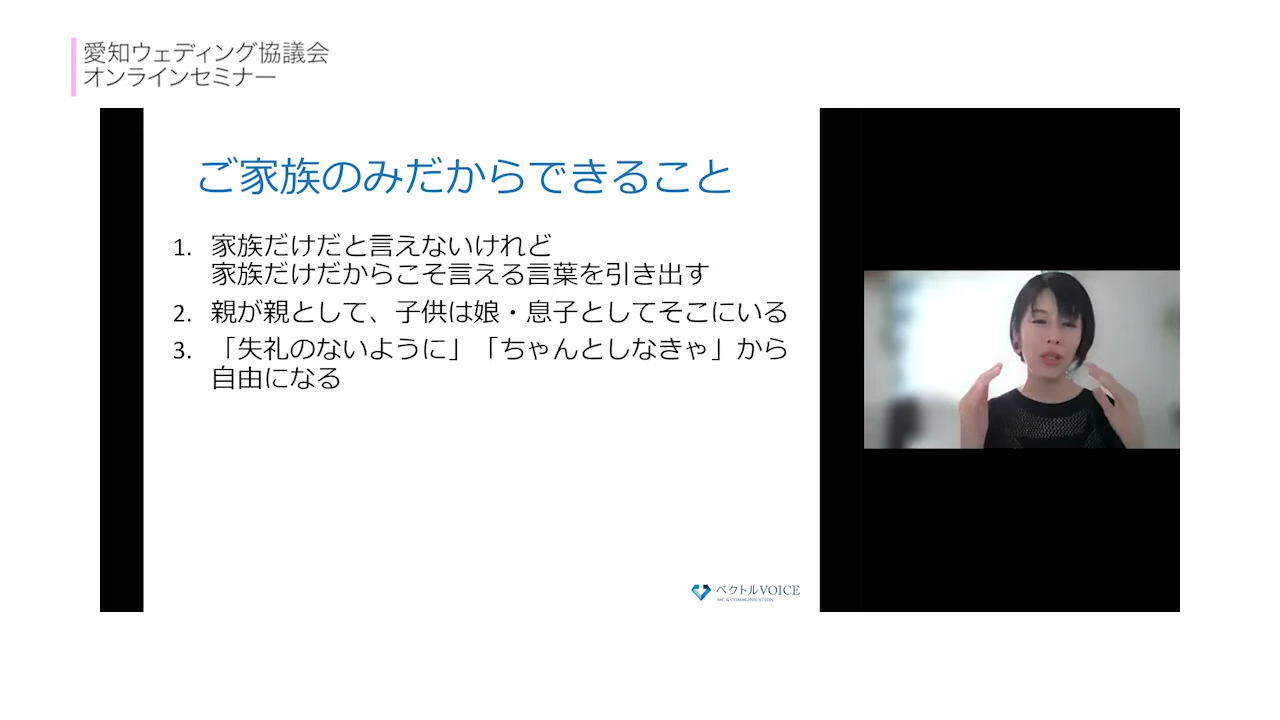 愛知ウェディング協議会
オンラインセミナー
ご家族のみだからできること
1. 家族だけだと言えないけれど
家族だけだからこそ言える言葉を引き出す
2. 親が親として、子供は娘・息子としてそこにいる
3. 「失礼のないように」「ちゃんとしなきゃ」から
自由になる
ベクトルVOICE
MC & COMMUNICATION